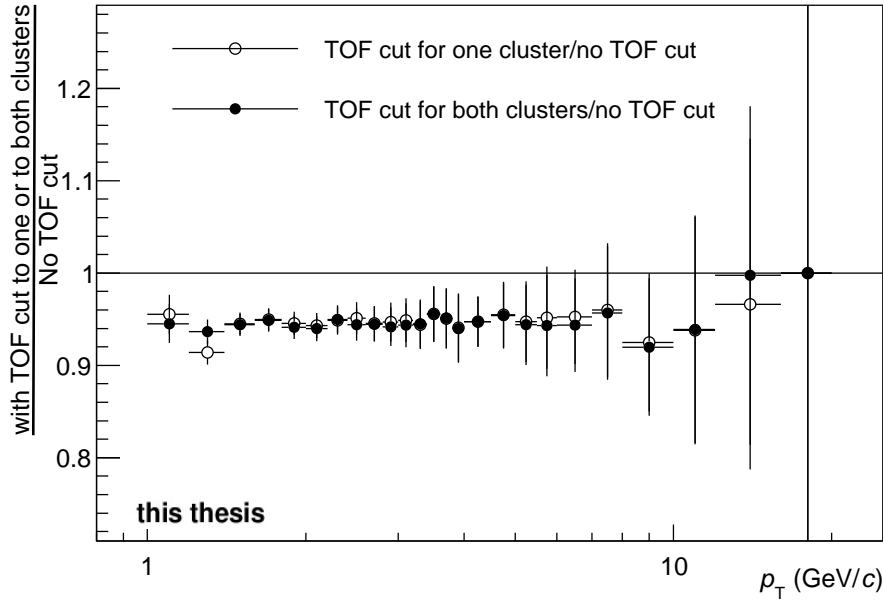 with TOF cut to one or to both clusters
No TOF cut
TOF cut for one cluster/no TOF cut
TOF cut for both clusters/no TOF cut
1.2
1.1
1
0.9
0.8
this thesis
1
10
p_T (GeV/c)